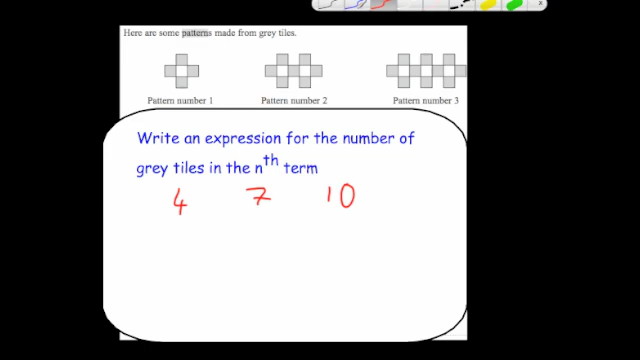 Here are some patterns made from grey tiles.
Pattern number 1 Pattern number 2 Pattern number 3
Write an expression for the number of
grey tiles in the nth term
4 7 10